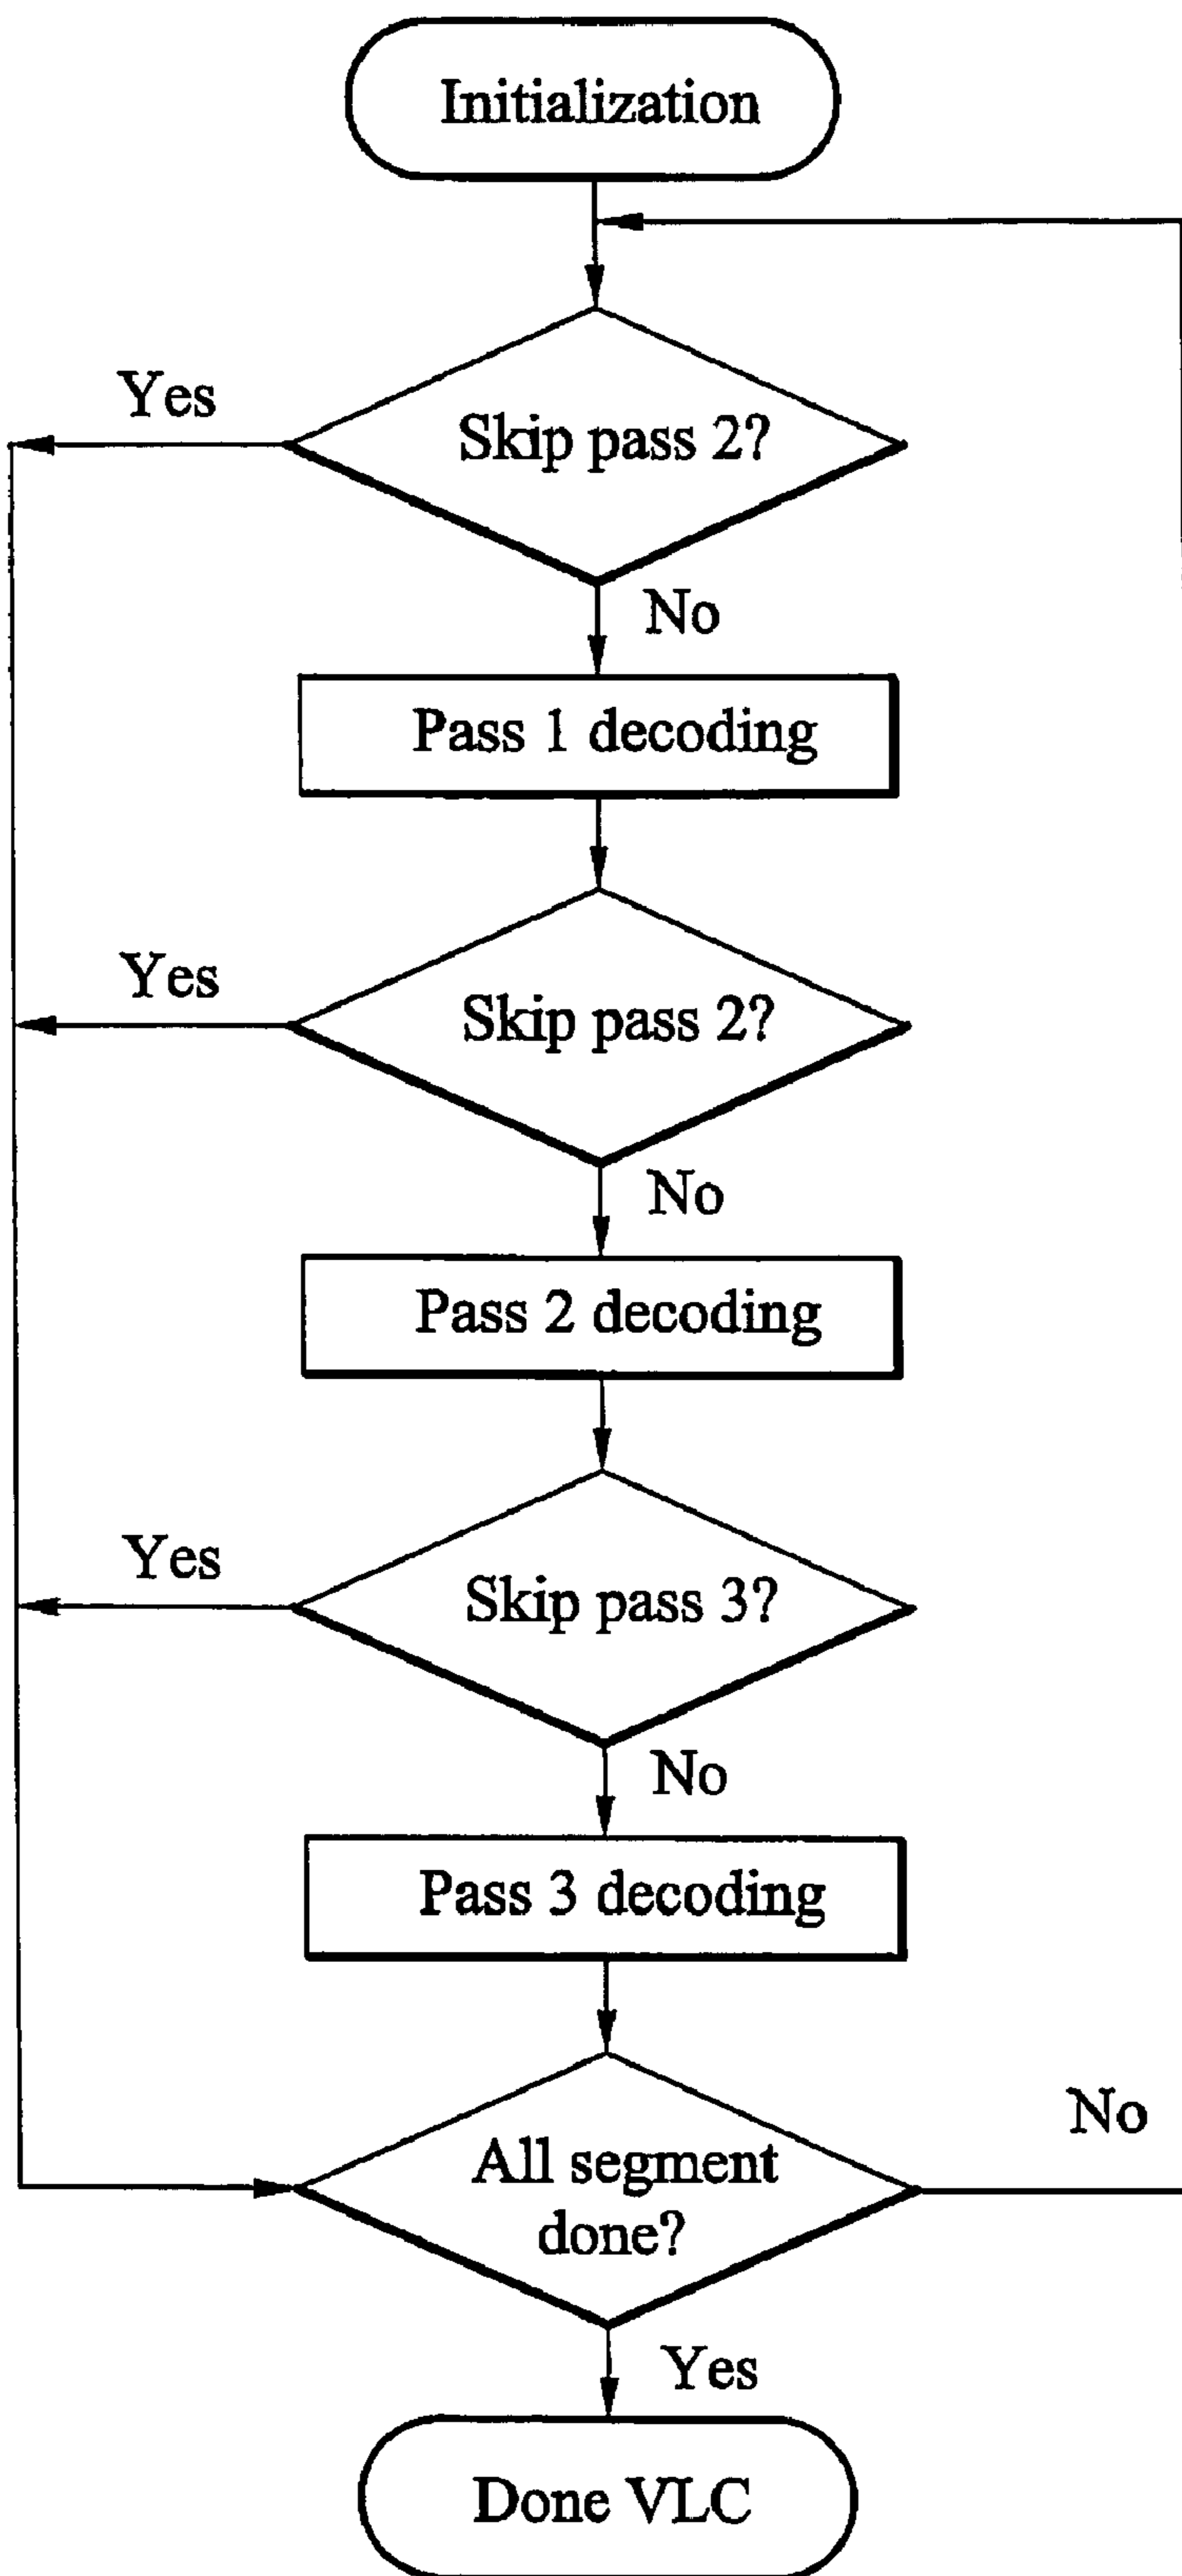 Initialization
Yes
Skip pass 2?
No
Pass 1 decoding
Yes
Skip pass 2?
No
Pass 2 decoding
Yes
Skip pass 3?
No
Pass 3 decoding
No
All segment
done?
Yes
Done VLC